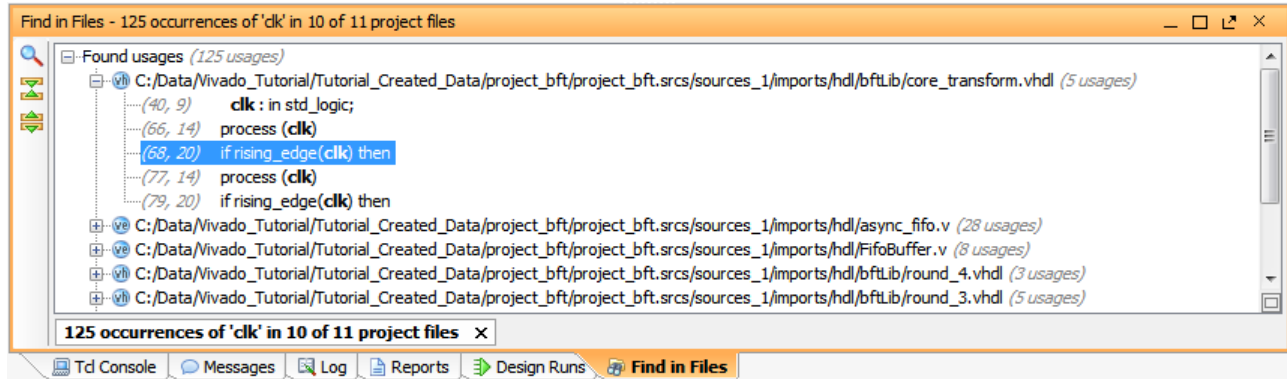 Find in Files - 125 occurrences of 'clk' in 10 of 11 project files
Found usages (125 usages)
vh C:/Data/Vivado_Tutorial/Tutorial_Created_Data/project_bft/project_bft.srcs/sources_1/imports/hdl/bftLib/core_transform.vhdl (5 usages)
(40, 9) clk : in std_logic;
(66, 14) process (clk)
(68, 20) if rising_edge(clk) then
(77, 14) process (clk)
(79, 20) if rising_edge(clk) then
ve C:/Data/Vivado_Tutorial/Tutorial_Created_Data/project_bft/project_bft.srcs/sources_1/imports/hdl/async_fifo.v (28 usages)
ve C:/Data/Vivado_Tutorial/Tutorial_Created_Data/project_bft/project_bft.srcs/sources_1/imports/hdl/FifoBuffer.v (8 usages)
vh C:/Data/Vivado_Tutorial/Tutorial_Created_Data/project_bft/project_bft.srcs/sources_1/imports/hdl/bftLib/round_4.vhdl (3 usages)
vh C:/Data/Vivado_Tutorial/Tutorial_Created_Data/project_bft/project_bft.srcs/sources_1/imports/hdl/bftLib/round_3.vhdl (5 usages)
125 occurrences of 'clk' in 10 of 11 project files
Tcl Console Messages Log Reports Design Runs Find in Files